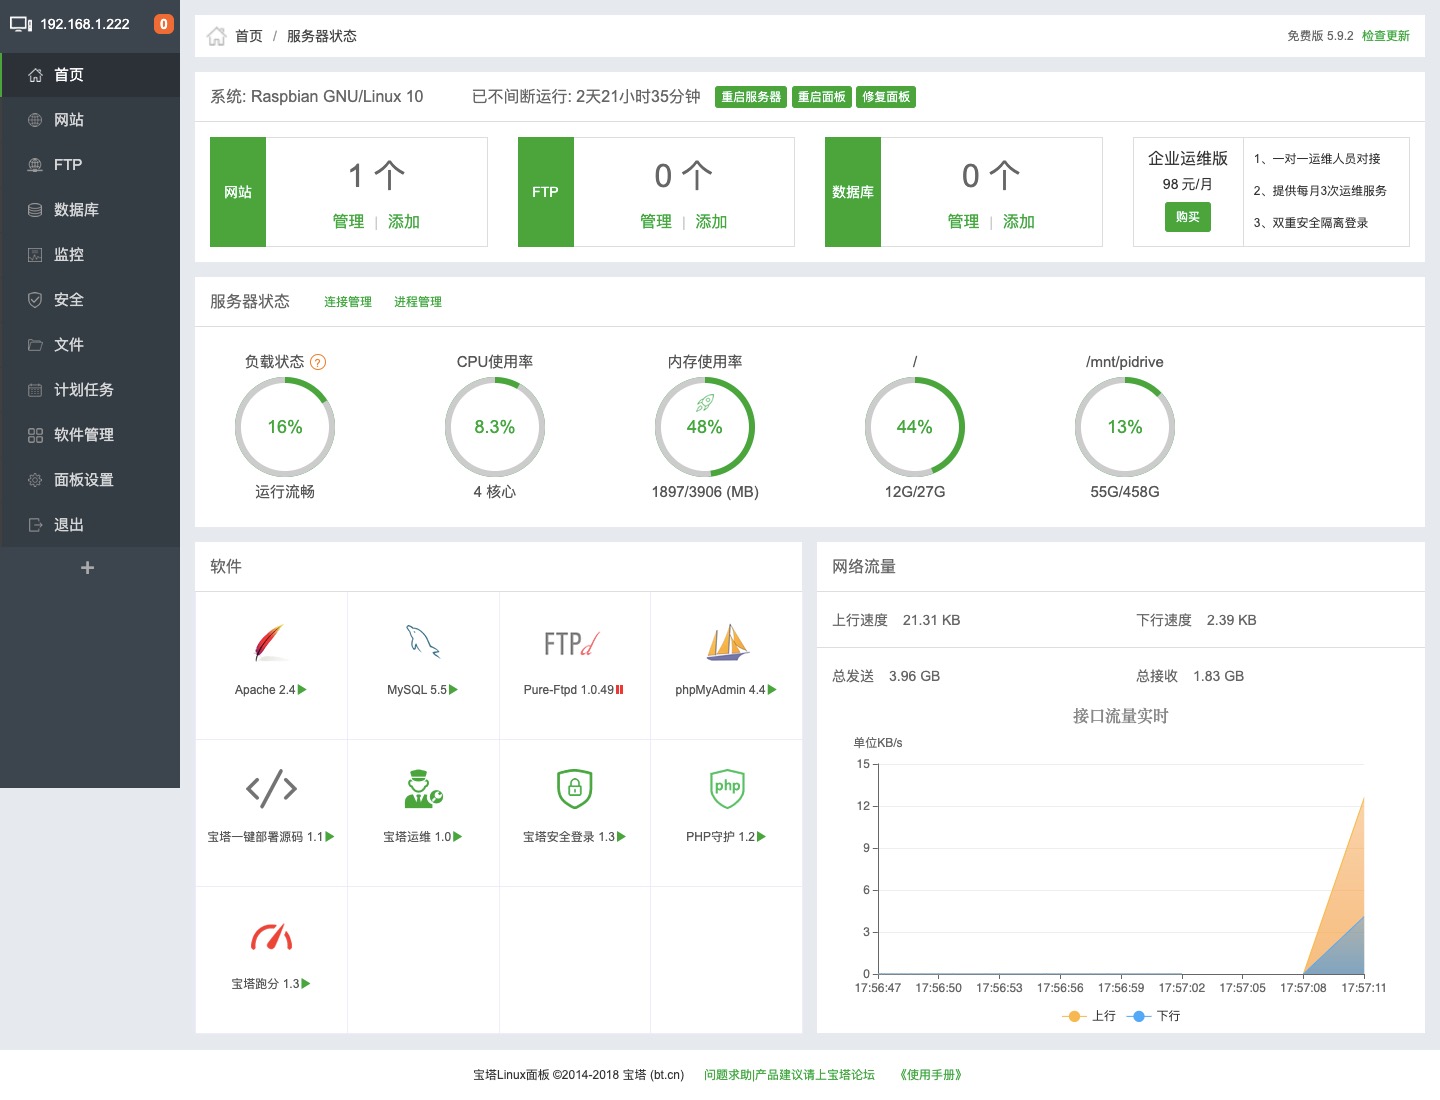 192.168.1.222 0
首页
网站
FTP
数据库
监控
安全
文件
计划任务
软件管理
面板设置
退出
+
首页 / 服务器状态
免费版 5.9.2 检查更新
系统: Raspbian GNU/Linux 10 已不间断运行: 2天21小时35分钟 重启服务器 重启面板 修复面板
网站
1 个
管理 | 添加
FTP
0 个
管理 | 添加
数据库
0 个
管理 | 添加
企业运维版
98 元/月
购买
1、一对一运维人员对接
2、提供每月3次运维服务
3、双重安全隔离登录
服务器状态 连接管理 进程管理
负载状态 ?
16%
运行流畅
CPU使用率
8.3%
4 核心
内存使用率
48%
1897/3906 (MB)
/
44%
12G/27G
/mnt/pidrive
13%
55G/458G
软件
Apache 2.4
MySQL 5.5
FTPd
Pure-Ftpd 1.0.49
phpMyAdmin 4.4
宝塔一键部署源码 1.1
宝塔运维 1.0
宝塔安全登录 1.3
php
PHP守护 1.2
宝塔跑分 1.3
网络流量
上行速度 21.31 KB 下行速度 2.39 KB
总发送 3.96 GB 总接收 1.83 GB
接口流量实时
单位KB/s
15
12
9
6
3
0
17:56:47 17:56:50 17:56:53 17:56:56 17:56:59 17:57:02 17:57:05 17:57:08 17:57:11
上行 下行
宝塔Linux面板 ©2014-2018 宝塔 (bt.cn) 问题求助|产品建议请上宝塔论坛 《使用手册》